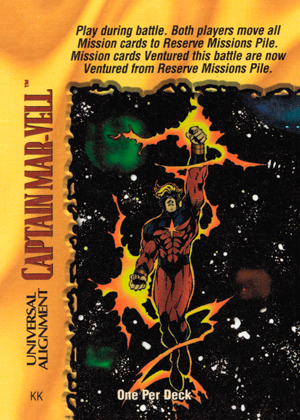 Play during battle. Both players move all
Mission cards to Reserve Missions Pile.
Mission cards Ventured this battle are now
Ventured from Reserve Missions Pile.
CAPTAIN MAR-VELL™
UNIVERSAL
ALIGNMENT
KK
One Per Deck